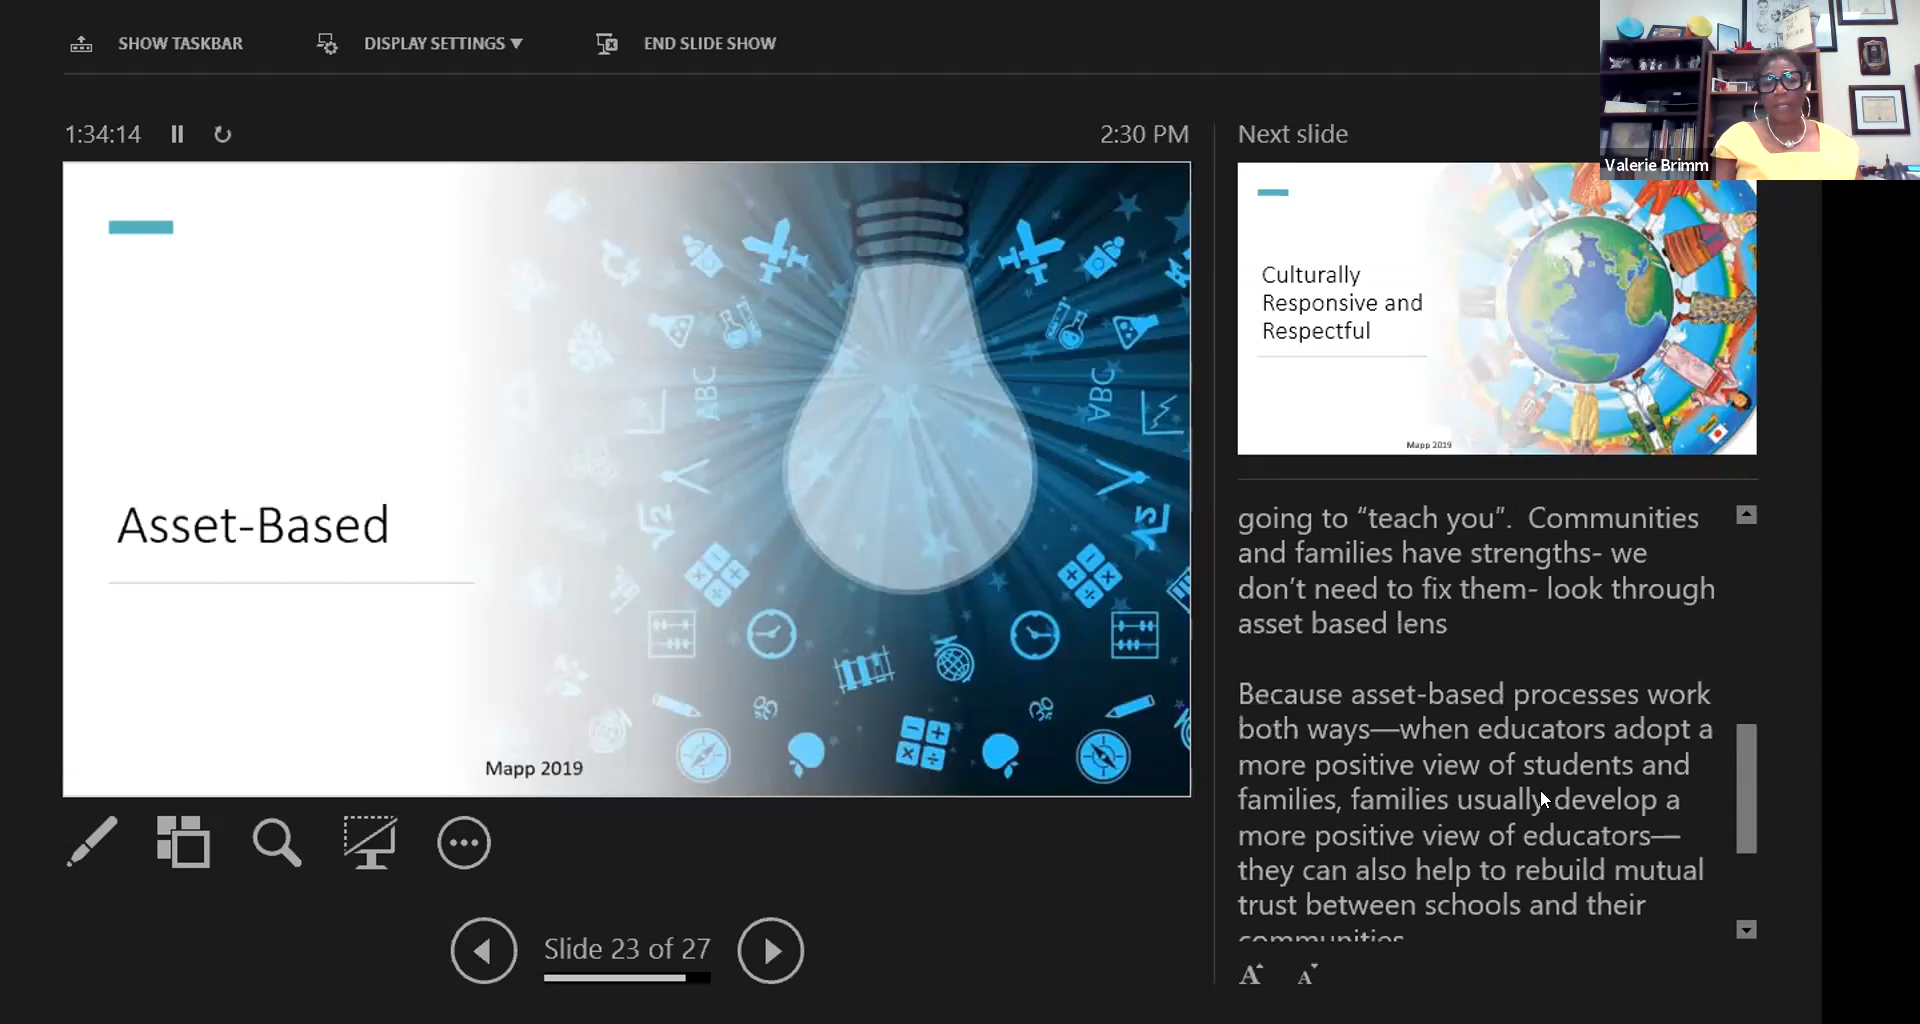 SHOW TASKBAR
DISPLAY SETTINGS ▼
END SLIDE SHOW
1:34:14
2:30 PM
Next slide
Valerie Brimm
Asset-Based
Mapp 2019
ABC
ABC
√2
Culturally
Responsive and
Respectful
Mapp 2019
going to “teach you”.  Communities
and families have strengths- we
don’t need to fix them- look through
asset based lens
Because asset-based processes work
both ways—when educators adopt a
more positive view of students and
families, families usually develop a
more positive view of educators—
they can also help to rebuild mutual
trust between schools and their
communities
Slide 23 of 27
A A